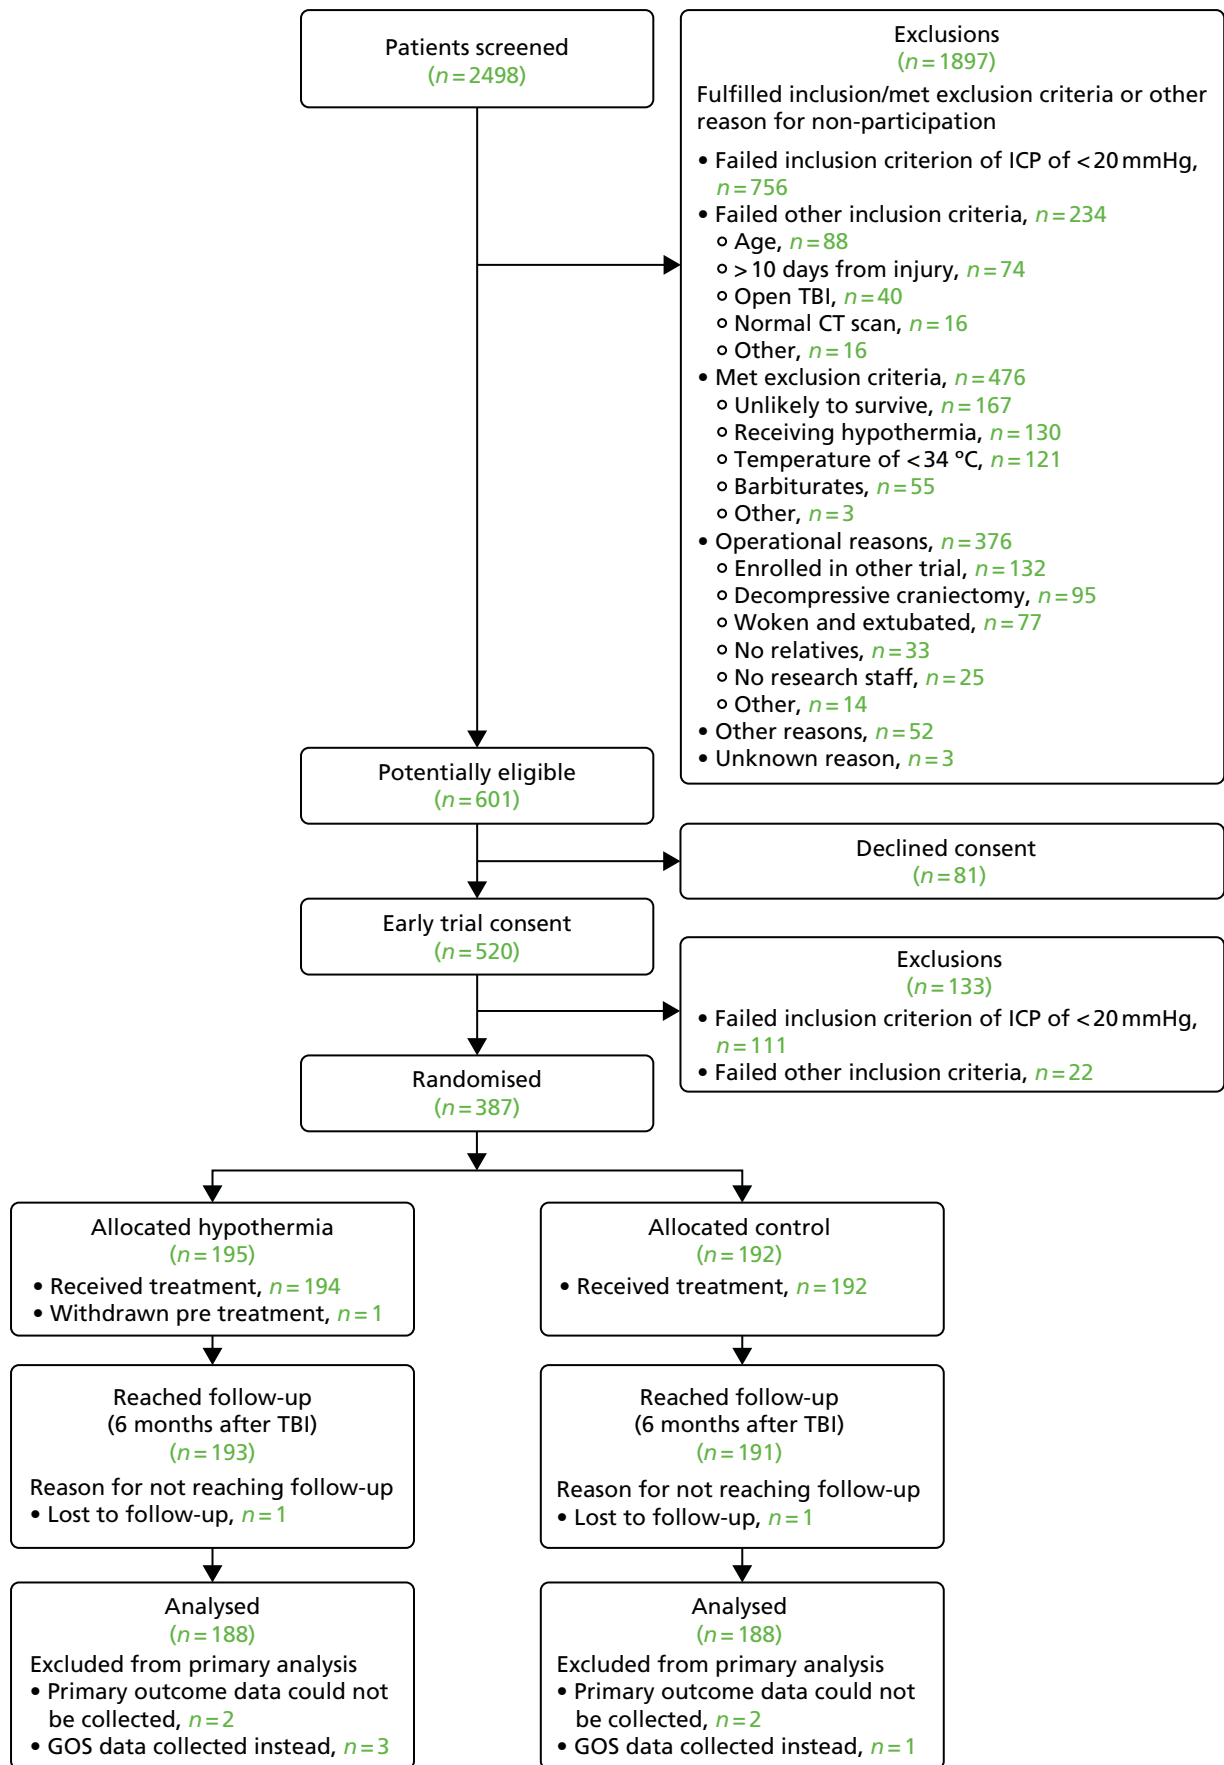 Patients screened
(n=2498)
Exclusions
(n=1897)
Fulfilled inclusion/met exclusion criteria or other
reason for non-participation
• Failed inclusion criterion of ICP of <20 mmHg,
n=756
• Failed other inclusion criteria, n=234
Age, n=88
>10 days from injury, n=74
Open TBI, n=40
Normal CT scan, n=16
Other, n=16
• Met exclusion criteria, n=476
Unlikely to survive, n=167
Receiving hypothermia, n=130
Temperature of <34 ºC, n=121
Barbiturates, n=55
Other, n=3
• Operational reasons, n=376
Enrolled in other trial, n=132
Decompressive craniectomy, n=95
Woken and extubated, n=77
No relatives, n=33
No research staff, n=25
Other, n=14
• Other reasons, n=52
• Unknown reason, n=3
Potentially eligible
(n=601)
Declined consent
(n=81)
Early trial consent
(n=520)
Exclusions
(n=133)
• Failed inclusion criterion of ICP of <20 mmHg,
n=111
• Failed other inclusion criteria, n=22
Randomised
(n=387)
Allocated hypothermia
(n=195)
• Received treatment, n=194
• Withdrawn pre treatment, n=1
Allocated control
(n=192)
• Received treatment, n=192
Reached follow-up
(6 months after TBI)
(n=193)
Reason for not reaching follow-up
• Lost to follow-up, n=1
Reached follow-up
(6 months after TBI)
(n=191)
Reason for not reaching follow-up
• Lost to follow-up, n=1
Analysed
(n=188)
Excluded from primary analysis
• Primary outcome data could not
be collected, n=2
• GOS data collected instead, n=3
Analysed
(n=188)
Excluded from primary analysis
• Primary outcome data could not
be collected, n=2
• GOS data collected instead, n=1